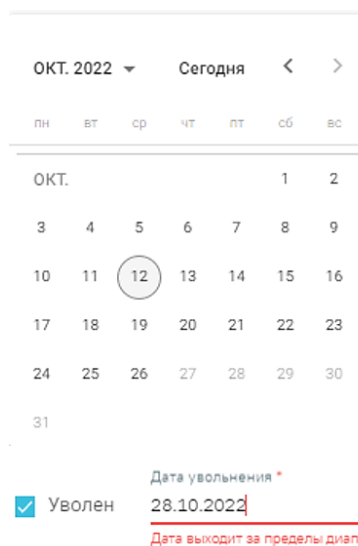 ОКТ. 2022 Сегодня
пн вт ср чт пт сб вс
ОКТ. 1 2
3 4 5 6 7 8 9
10 11 12 13 14 15 16
17 18 19 20 21 22 23
24 25 26 27 28 29 30
31
Дата увольнения *
Уволен 28.10.2022
Дата выходит за пределы диап